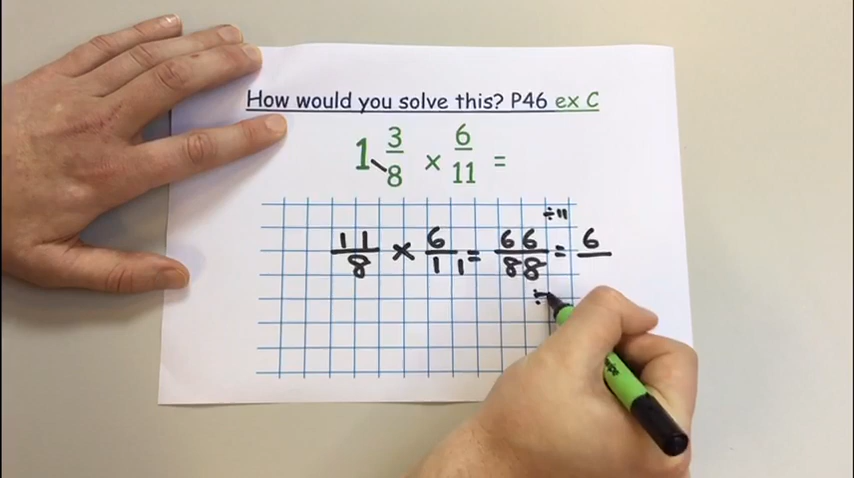 How would you solve this? P46 ex C
1 3/8 × 6/11 =
÷11
11/8 × 6/11 = 66/88 = 6/
÷